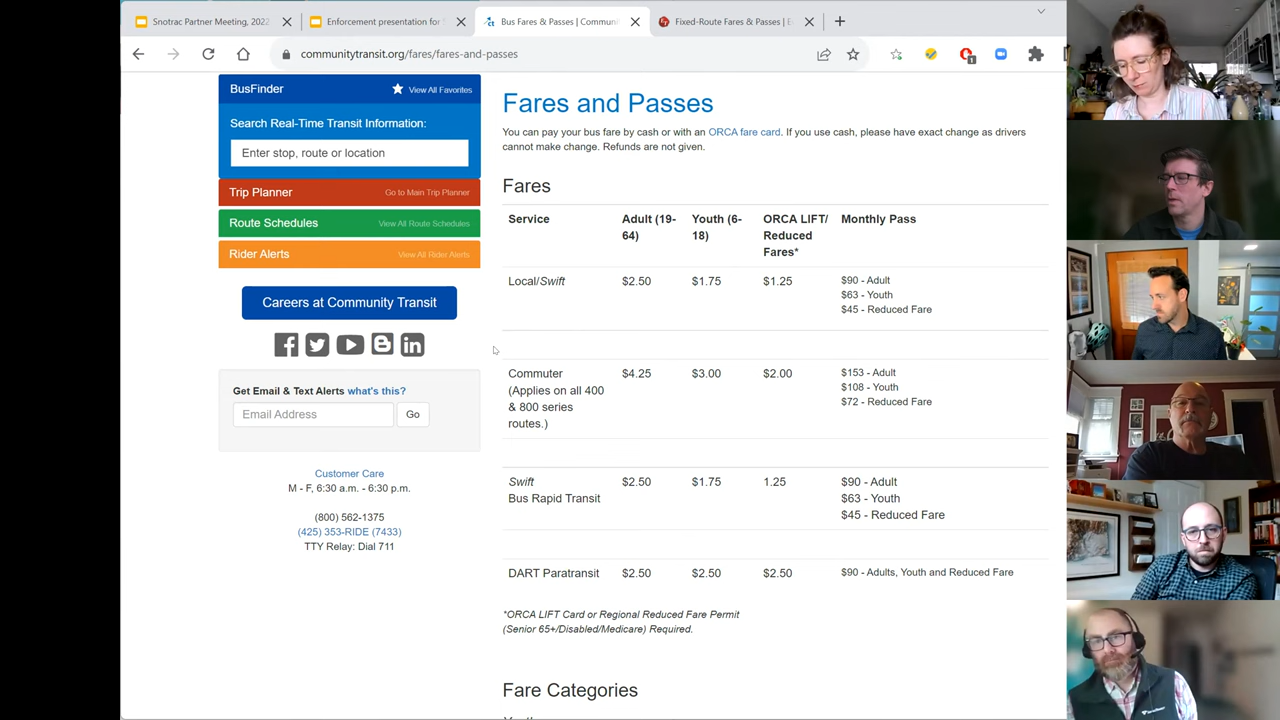 Snotrac Partner Meeting, 2022
Enforcement presentation for
Bus Fares & Passes | Commun
Fixed-Route Fares & Passes | E
communitytransit.org/fares/fares-and-passes
1
BusFinder
View All Favorites
Search Real-Time Transit Information:
Enter stop, route or location
Trip Planner
Go to Main Trip Planner
Route Schedules
View All Route Schedules
Rider Alerts
View All Rider Alerts
Careers at Community Transit
Get Email & Text Alerts what's this?
Email Address
Go
Customer Care
M - F, 6:30 a.m. - 6:30 p.m.
(800) 562-1375
(425) 353-RIDE (7433)
TTY Relay: Dial 711
Fares and Passes
You can pay your bus fare by cash or with an ORCA fare card. If you use cash, please have exact change as drivers
cannot make change. Refunds are not given.
Fares
Service
Adult (19-
64)
Youth (6-
18)
ORCA LIFT/
Reduced
Fares*
Monthly Pass
Local/Swift
$2.50
$1.75
$1.25
$90 - Adult
$63 - Youth
$45 - Reduced Fare
Commuter
(Applies on all 400
& 800 series
routes.)
$4.25
$3.00
$2.00
$153 - Adult
$108 - Youth
$72 - Reduced Fare
Swift
Bus Rapid Transit
$2.50
$1.75
1.25
$90 - Adult
$63 - Youth
$45 - Reduced Fare
DART Paratransit
$2.50
$2.50
$2.50
$90 - Adults, Youth and Reduced Fare
*ORCA LIFT Card or Regional Reduced Fare Permit
(Senior 65+/Disabled/Medicare) Required.
Fare Categories